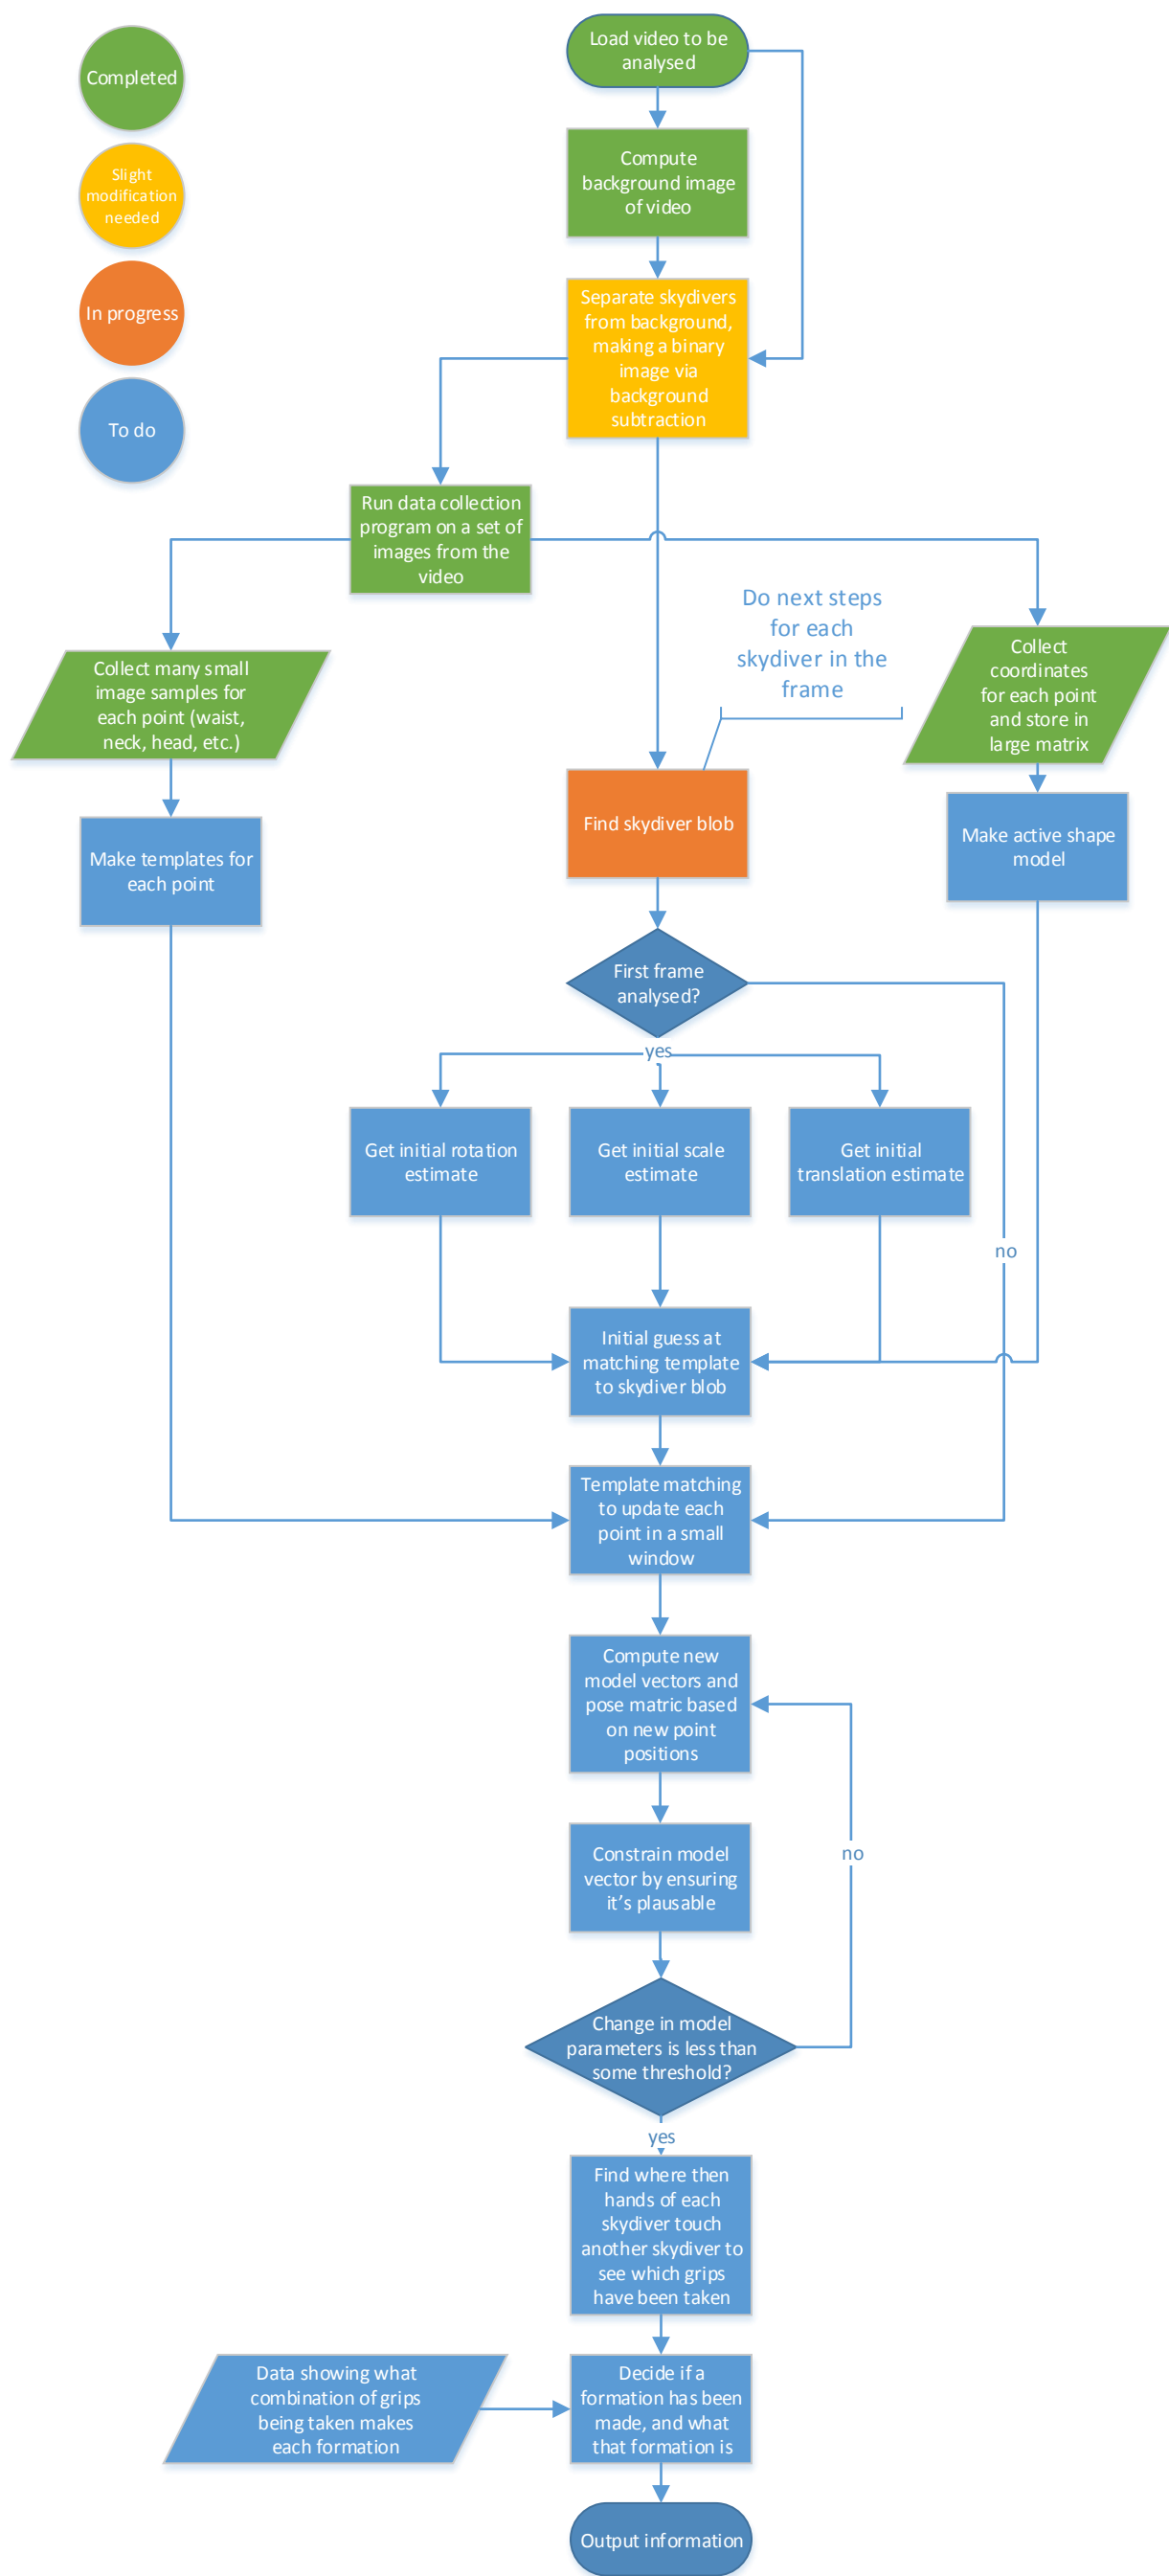 Completed
Slight
modification
needed
In progress
To do
Load video to be
analysed
Compute
background image
of video
Separate skydivers
from background,
making a binary
image via
background
subtraction
Run data collection
program on a set of
images from the
video
Do next steps
for each
skydiver in the
frame
Collect many small
image samples for
each point (waist,
neck, head, etc.)
Collect
coordinates
for each point
and store in
large matrix
Find skydiver blob
Make templates for
each point
Make active shape
model
First frame
analysed?
yes
Get initial rotation
estimate
Get initial scale
estimate
Get initial
translation estimate
no
Initial guess at
matching template
to skydiver blob
Template matching
to update each
point in a small
window
Compute new
model vectors and
pose matric based
on new point
positions
Constrain model
vector by ensuring
it's plausable
no
Change in model
parameters is less than
some threshold?
yes
Find where then
hands of each
skydiver touch
another skydiver to
see which grips
have been taken
Data showing what
combination of grips
being taken makes
each formation
Decide if a
formation has been
made, and what
that formation is
Output information